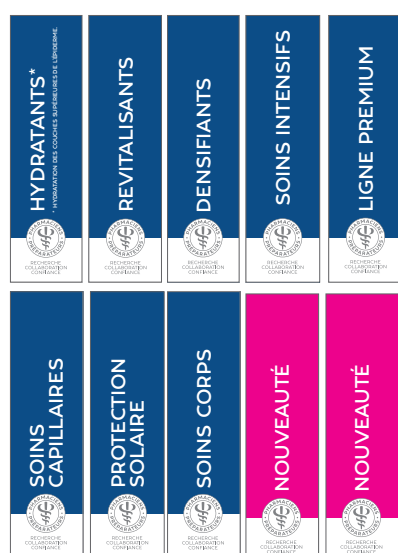 HYDRATANTS*
* HYDRATATION DES COUCHES SUPÉRIEURES DE L'ÉPIDERME.
PHARMACIENS
PRÉPARATEURS
RECHERCHE
COLLABORATION
CONFIANCE
REVITALISANTS
PHARMACIENS
PRÉPARATEURS
RECHERCHE
COLLABORATION
CONFIANCE
DENSIFIANTS
PHARMACIENS
PRÉPARATEURS
RECHERCHE
COLLABORATION
CONFIANCE
SOINS INTENSIFS
PHARMACIENS
PRÉPARATEURS
RECHERCHE
COLLABORATION
CONFIANCE
LIGNE PREMIUM
PHARMACIENS
PRÉPARATEURS
RECHERCHE
COLLABORATION
CONFIANCE
SOINS
CAPILLAIRES
PHARMACIENS
PRÉPARATEURS
RECHERCHE
COLLABORATION
CONFIANCE
PROTECTION
SOLAIRE
PHARMACIENS
PRÉPARATEURS
RECHERCHE
COLLABORATION
CONFIANCE
SOINS CORPS
PHARMACIENS
PRÉPARATEURS
RECHERCHE
COLLABORATION
CONFIANCE
NOUVEAUTÉ
PHARMACIENS
PRÉPARATEURS
RECHERCHE
COLLABORATION
CONFIANCE
NOUVEAUTÉ
PHARMACIENS
PRÉPARATEURS
RECHERCHE
COLLABORATION
CONFIANCE